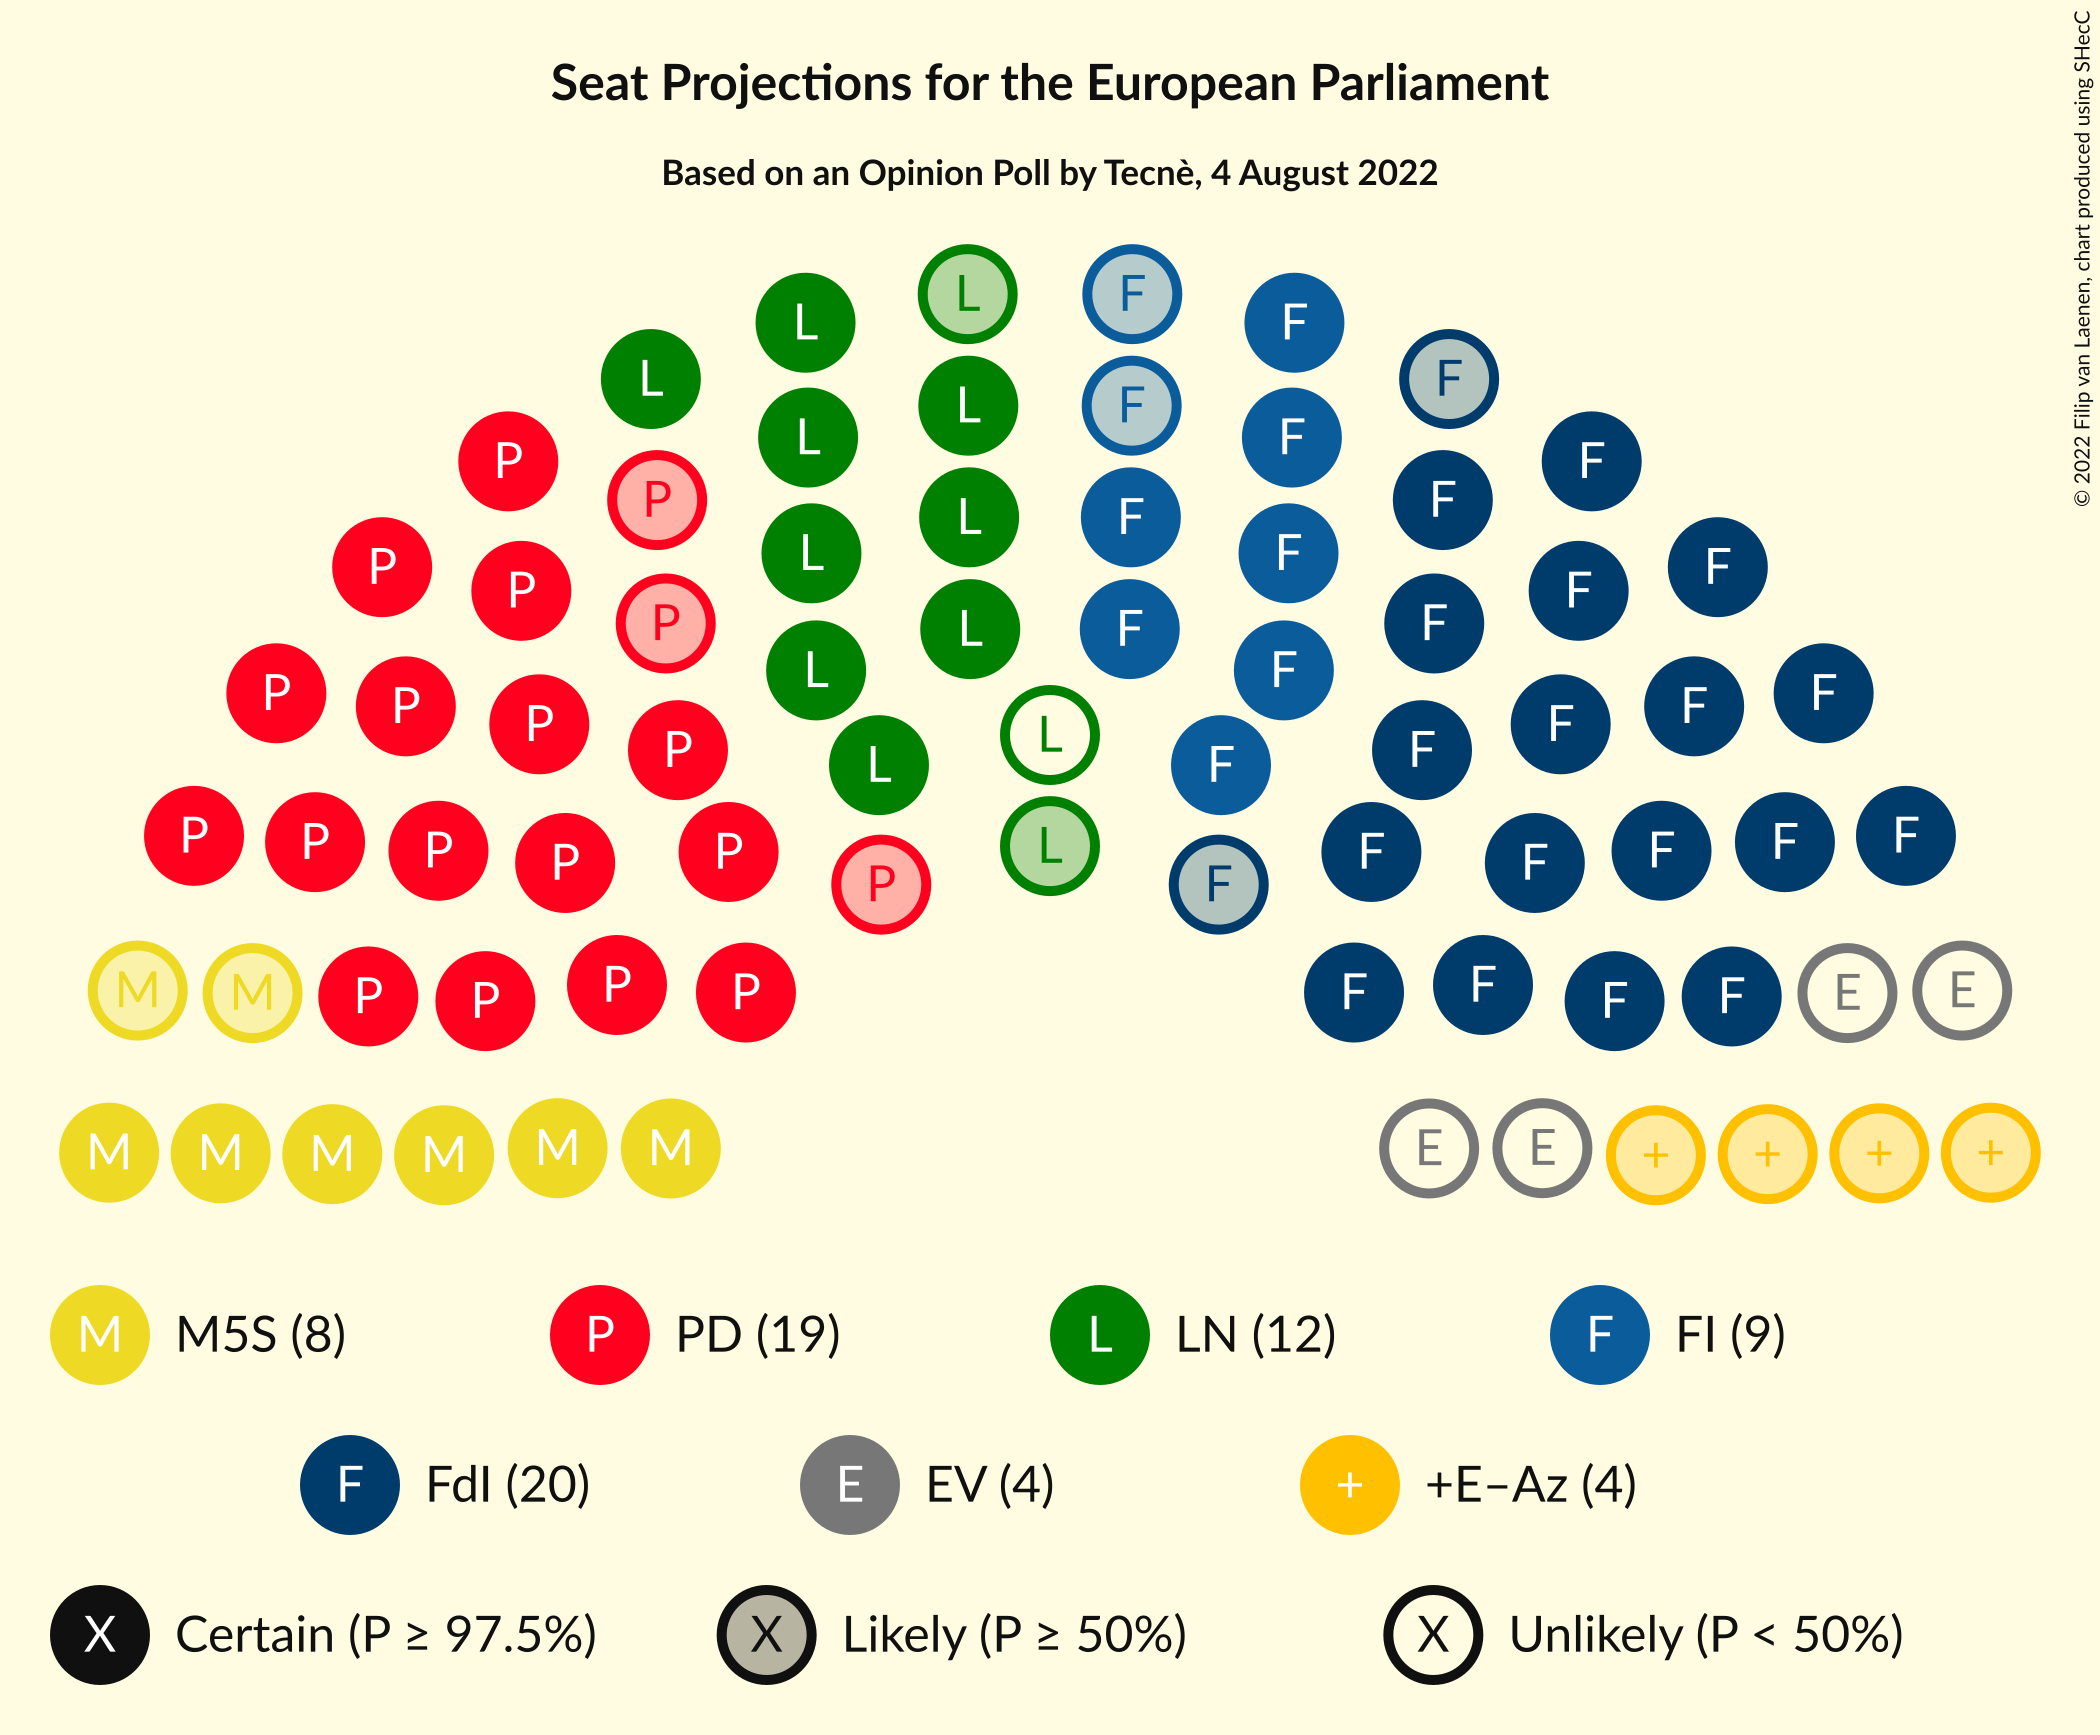 Seat Projections for the European Parliament
Based on an Opinion Poll by Tecnè, 4 August 2022
© 2022 Filip van Laenen, chart produced using SHecC
L F
L F
L F
L F
P L F F
L F
P F
L F
P F
P F
L F
P F
P F
L F
P F
L F
P F
P F
P F
P F
L
L F
P F
P F
P F
P F
P F
L
P F
P F
M E
M E
P F
P F
P F
P F
M M M M M M E E + + + +
M M5S (8) P PD (19) L LN (12) F FI (9)
F FdI (20) E EV (4) + +E–Az (4)
X Certain (P ≥ 97.5%) X Likely (P ≥ 50%) X Unlikely (P < 50%)